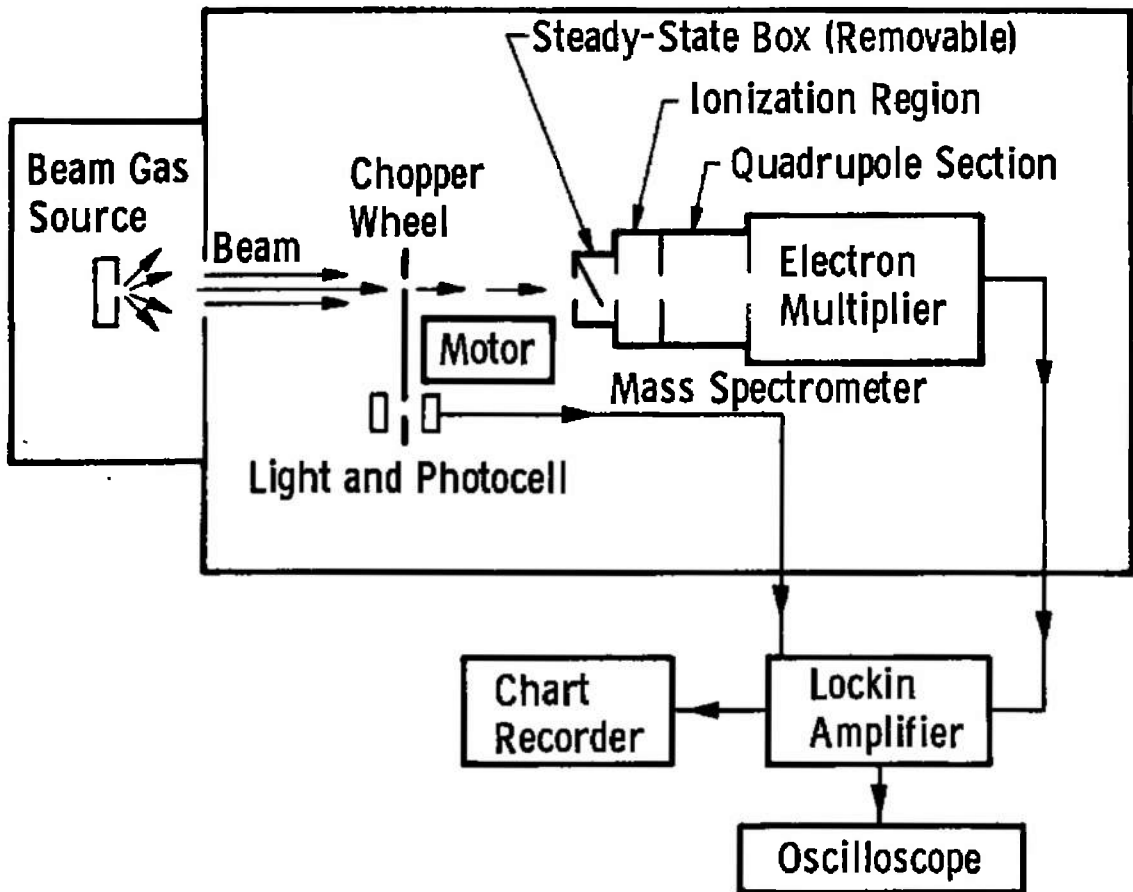 Steady-State Box (Removable)
Ionization Region
Quadrupole Section
Beam Gas
Source
Chopper
Wheel
Beam
Electron
Multiplier
Motor
Mass Spectrometer
Light and Photocell
Chart
Recorder
Lockin
Amplifier
Oscilloscope